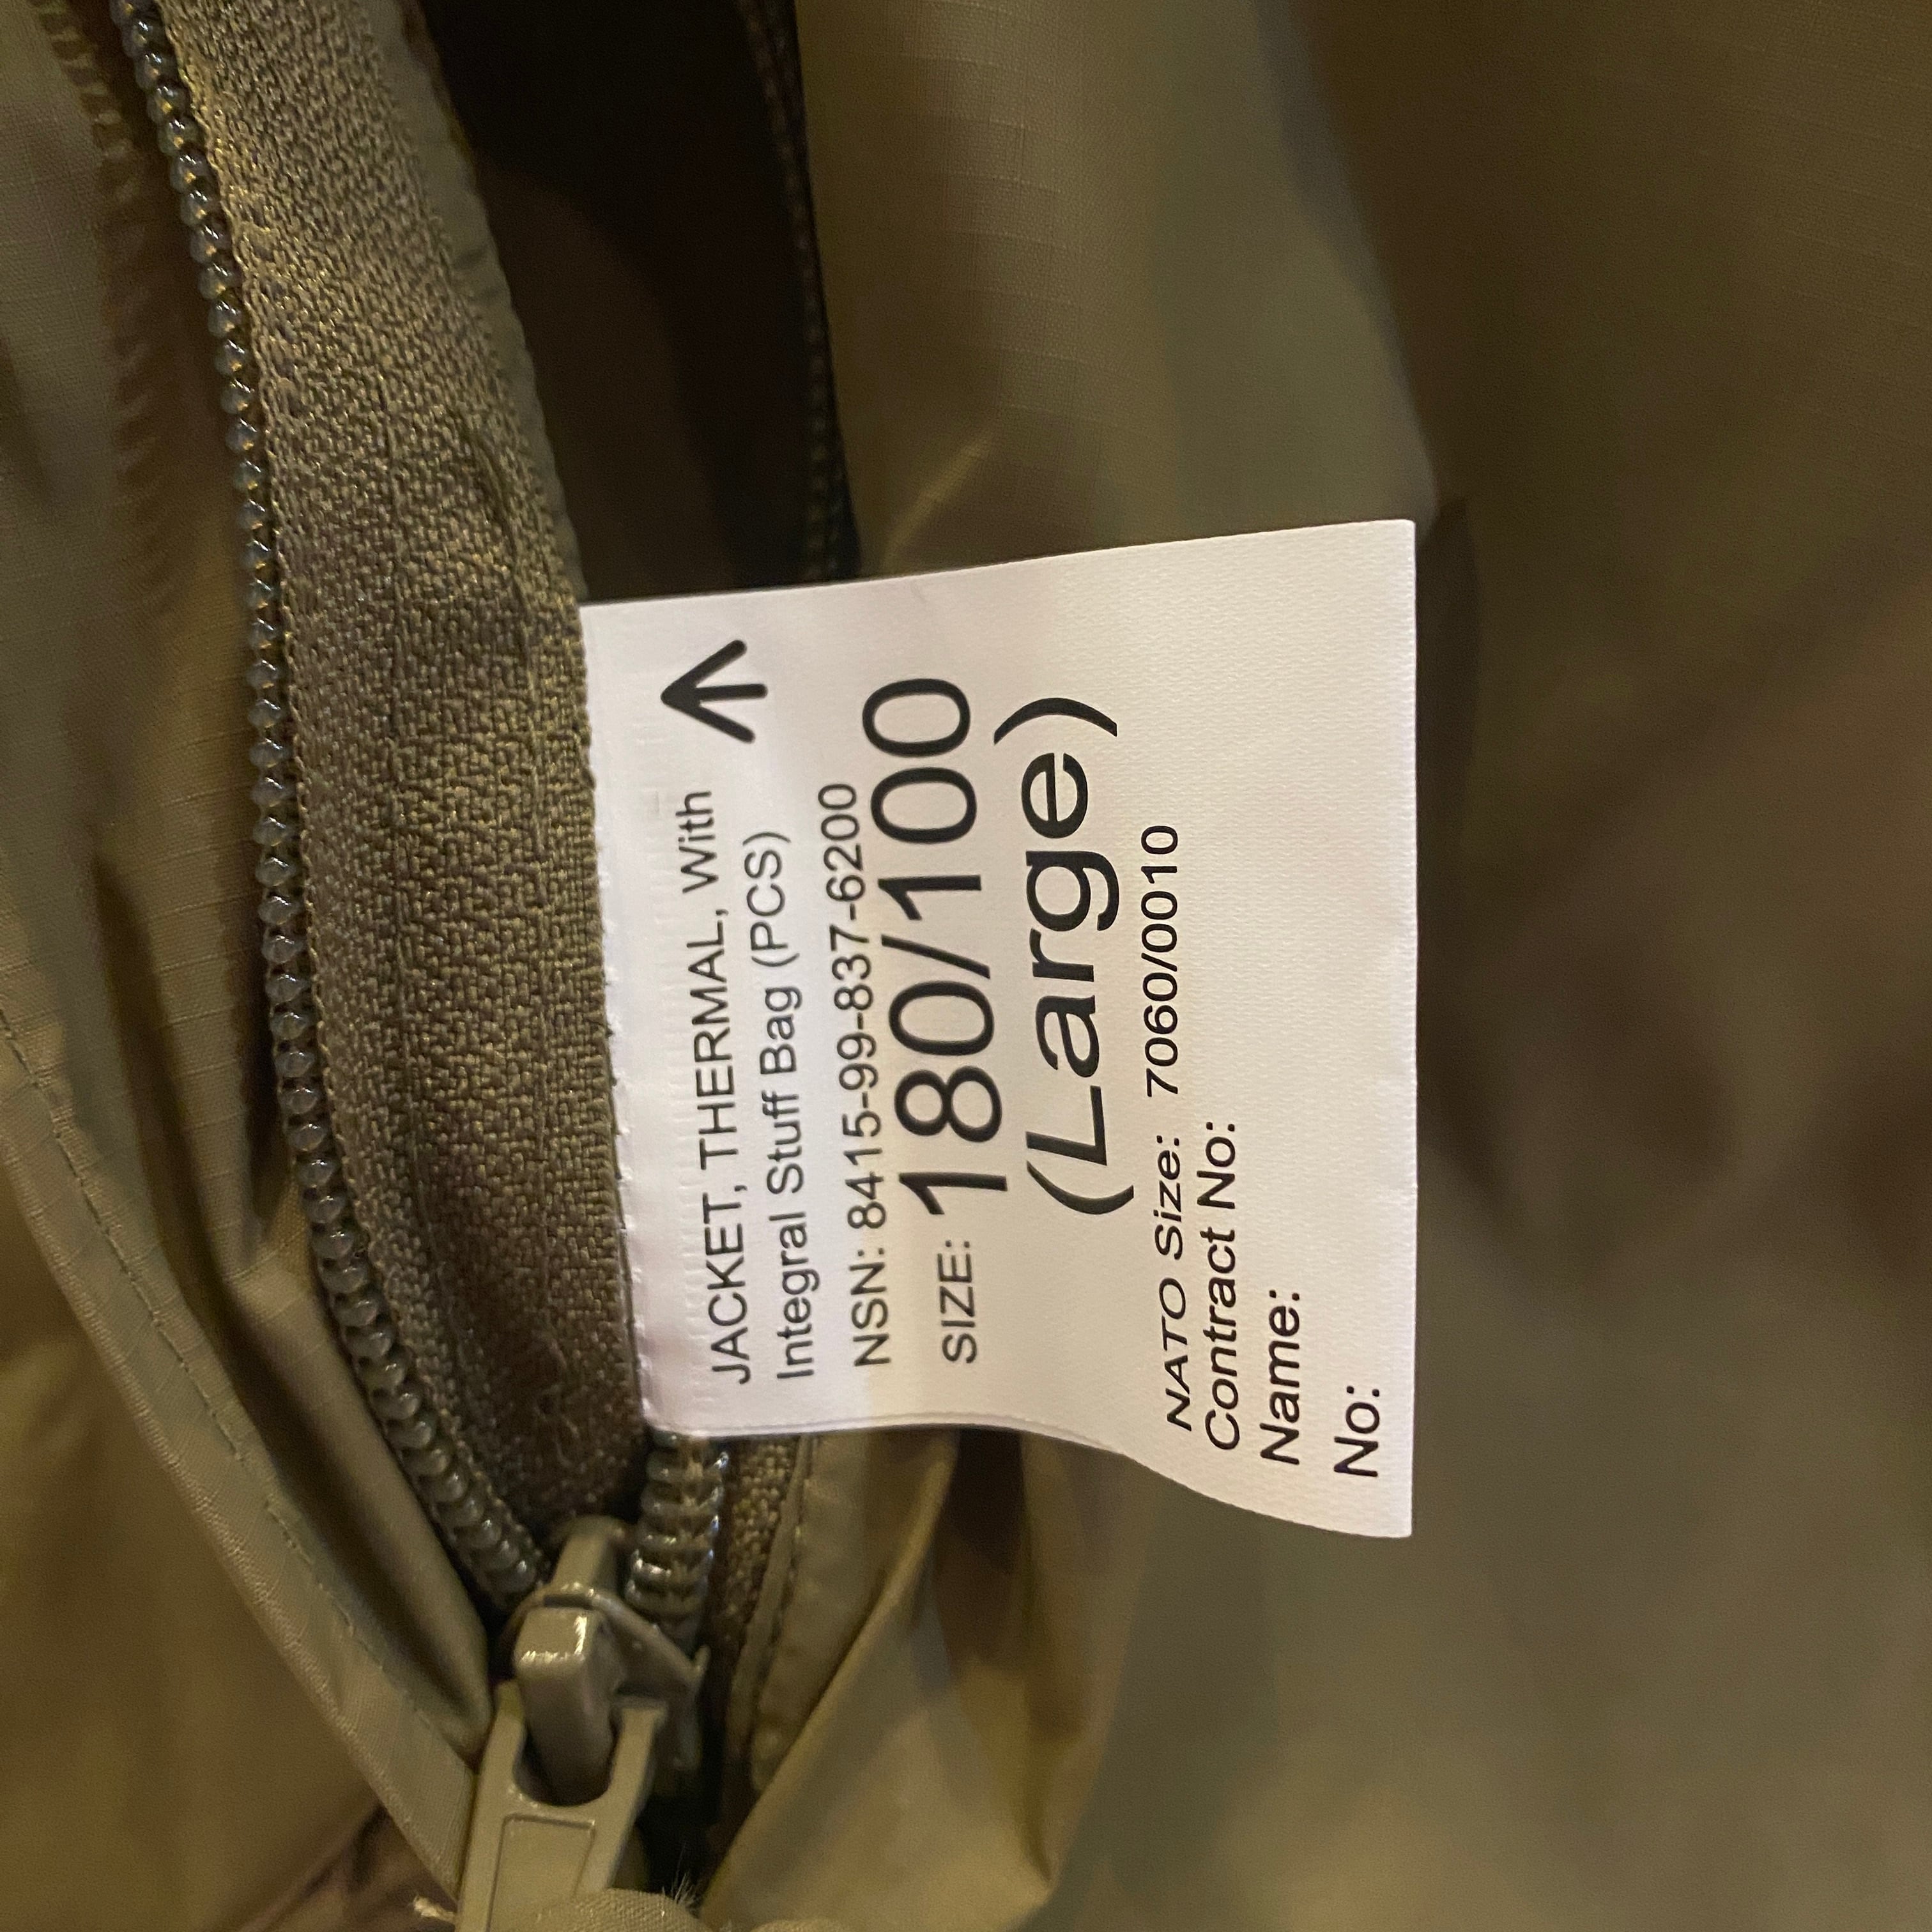 JACKET, THERMAL, With
Integral Stuff Bag (PCS)
NSN: 8415-99-837-6200
SIZE: 180/100
(Large)
NATO Size: 7060/0010
Contract No:
Name:
No: